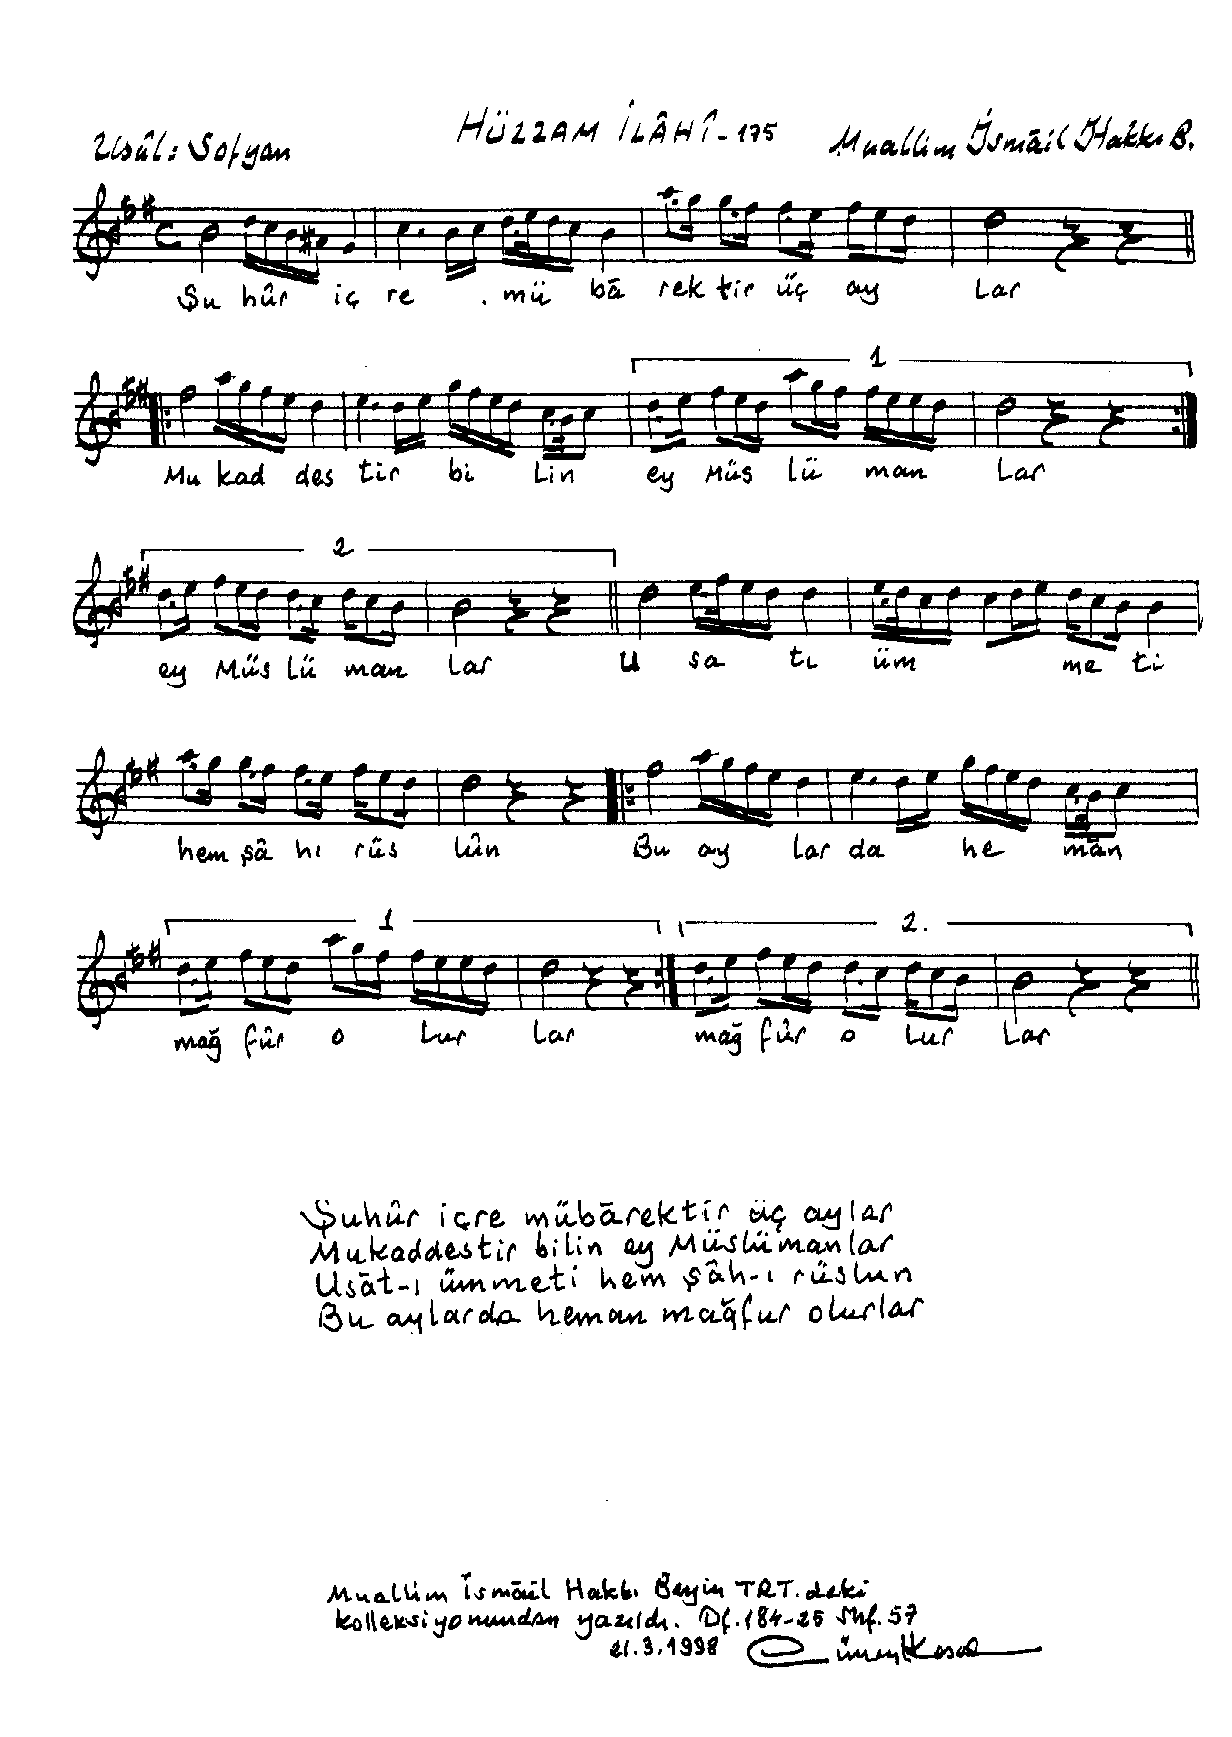 HÜZZAM İLÂHÎ-175
Usûl: Sofyan
Muallim İsmâil Hakkı B.
Şu hûr iç re . mü bâ rek tir üç ay lar
1
Mu kad des tir bi lin ey Müs lü man lar
2
ey Müs lü man lar U sa tı üm me ti
hem şâ hı rüs lûn Bu ay lar da he mân
1 2.
mağ fûr o lur lar mağ fûr o lur lar
Şuhûr içre mübârektir üç aylar
Mukaddestir bilin ey Müslümanlar
Usât-ı ümmeti hem şâh-ı rüslun
Bu aylarda heman mağfur olurlar
Muallim İsmâil Hakkı Beyin TRT.deki
kolleksiyonundan yazıldı. Df.184-25 Shf.57
21.3.1998 Cüneyt Kosal